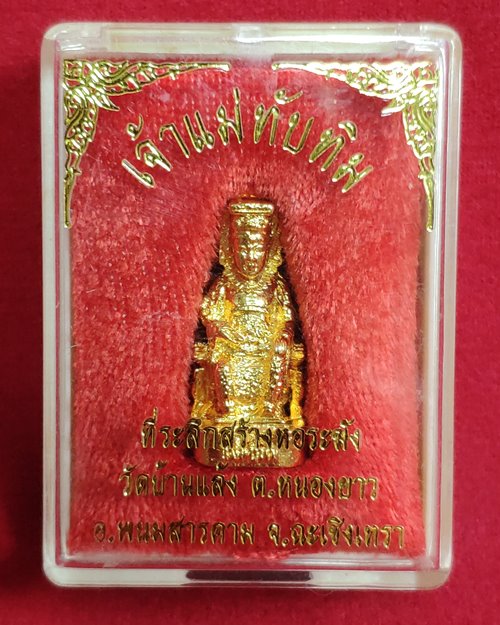 เจ้าแม่ทับทิม
ที่ระลึกสร้างหอระฆัง
วัดบ้านแล้ง ต.หนองยาว
อ.พนมสารคาม จ.ฉะเชิงเทรา